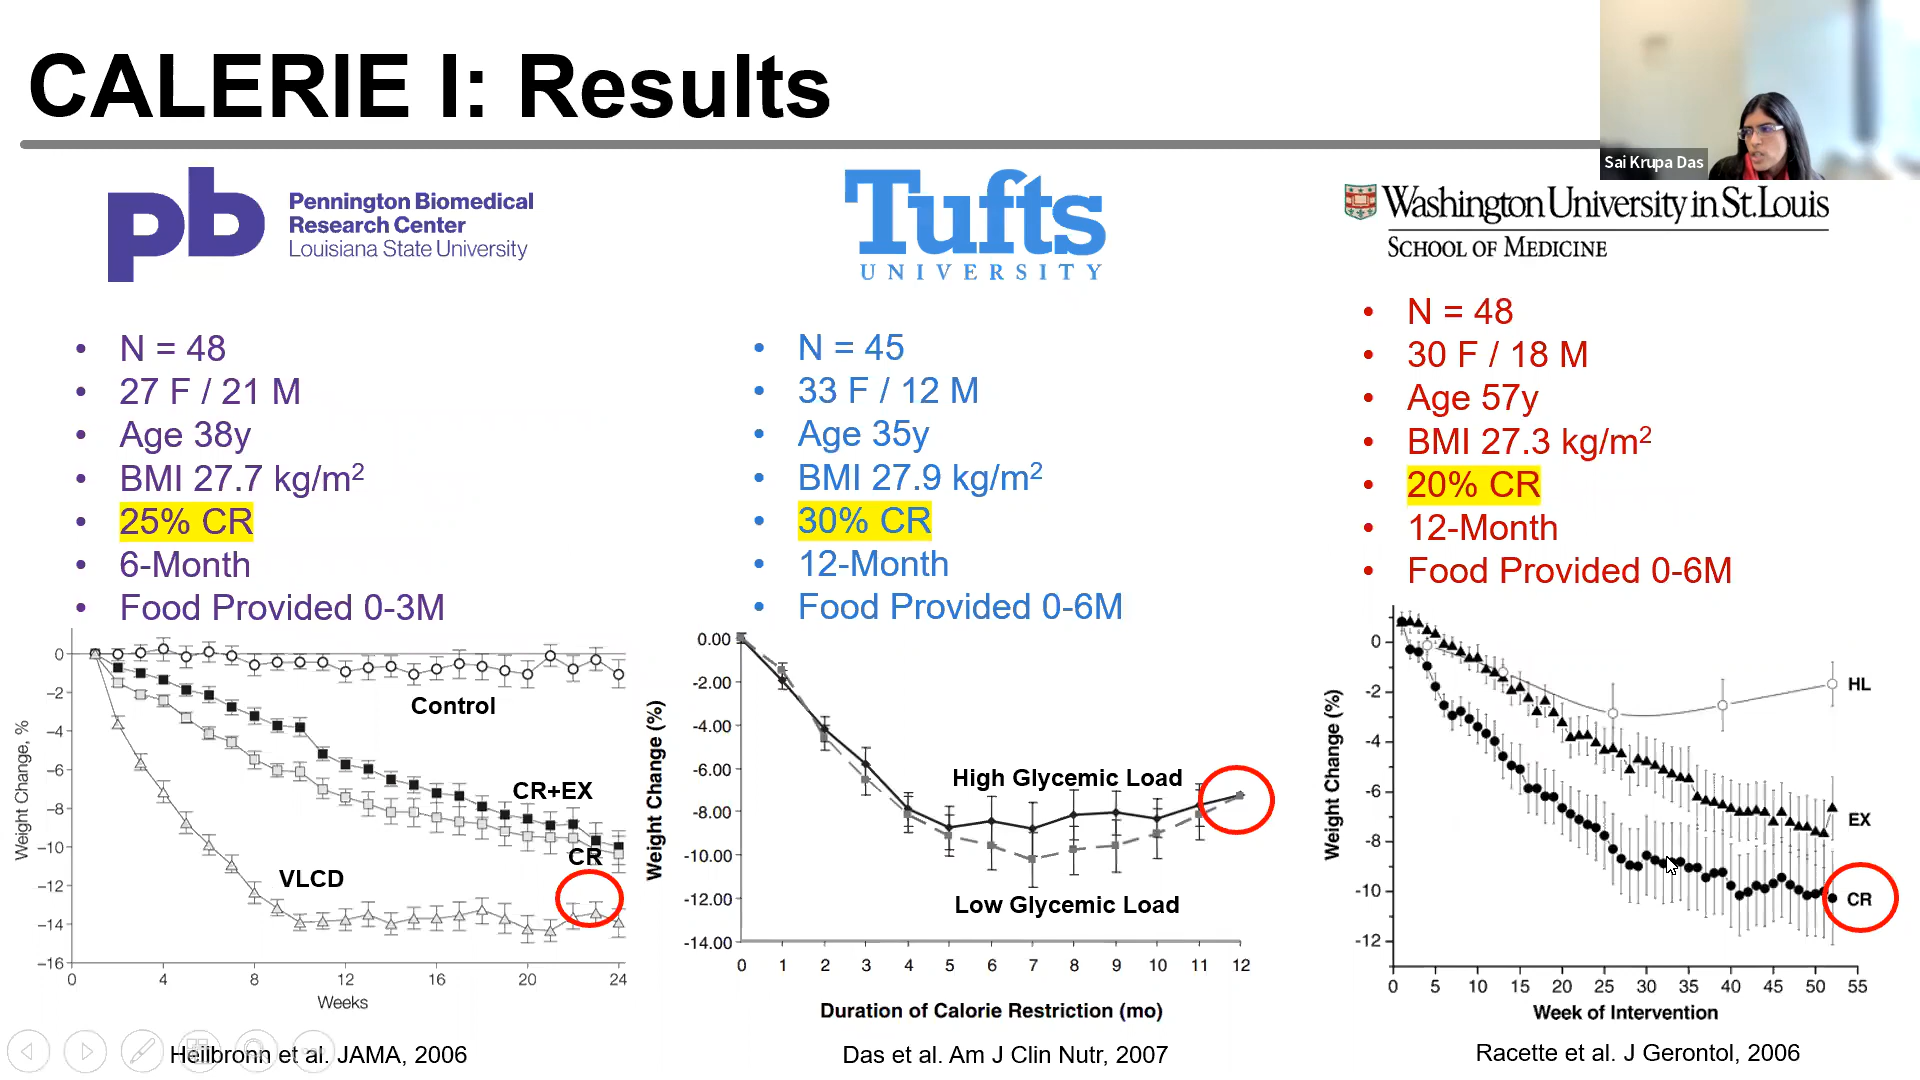 CALERIE I: Results
Sai Krupa Das
pb
Pennington Biomedical
Research Center
Louisiana State University
• N = 48
• 27 F / 21 M
• Age 38y
• BMI 27.7 kg/m²
• 25% CR
• 6-Month
• Food Provided 0-3M
Weight Change, %
0
−2
−4
−6
−8
−10
−12
−14
−16
Control
CR+EX
CR
VLCD
0 4 8 12 16 20 24
Weeks
Heilbronn et al. JAMA, 2006
Tufts
UNIVERSITY
• N = 45
• 33 F / 12 M
• Age 35y
• BMI 27.9 kg/m²
• 30% CR
• 12-Month
• Food Provided 0-6M
Weight Change (%)
0.00
-2.00
-4.00
-6.00
-8.00
-10.00
-12.00
-14.00
High Glycemic Load
Low Glycemic Load
0 1 2 3 4 5 6 7 8 9 10 11 12
Duration of Calorie Restriction (mo)
Das et al. Am J Clin Nutr, 2007
Washington University in St. Louis
SCHOOL OF MEDICINE
• N = 48
• 30 F / 18 M
• Age 57y
• BMI 27.3 kg/m²
• 20% CR
• 12-Month
• Food Provided 0-6M
Weight Change (%)
0
-2
-4
-6
-8
-10
-12
HL
EX
CR
0 5 10 15 20 25 30 35 40 45 50 55
Week of Intervention
Racette et al. J Gerontol, 2006